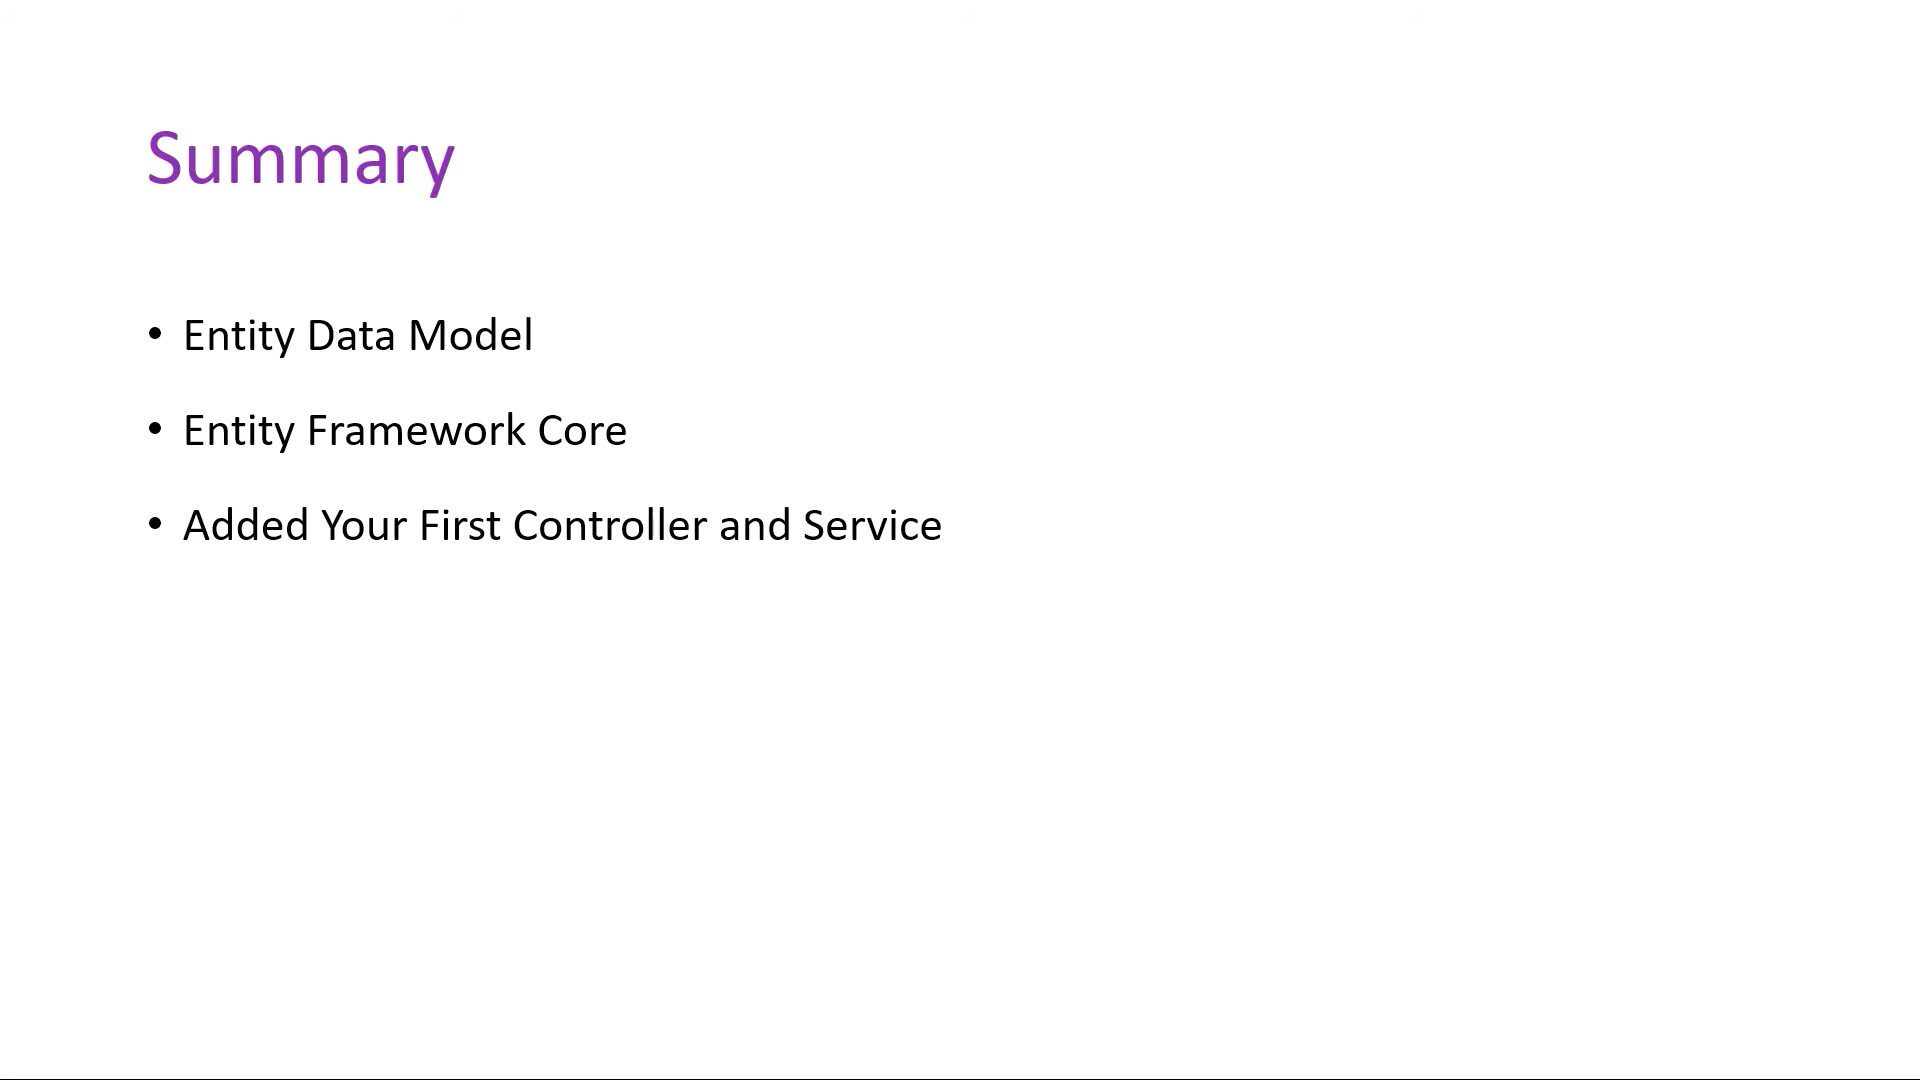 Summary
• Entity Data Model
• Entity Framework Core
• Added Your First Controller and Service